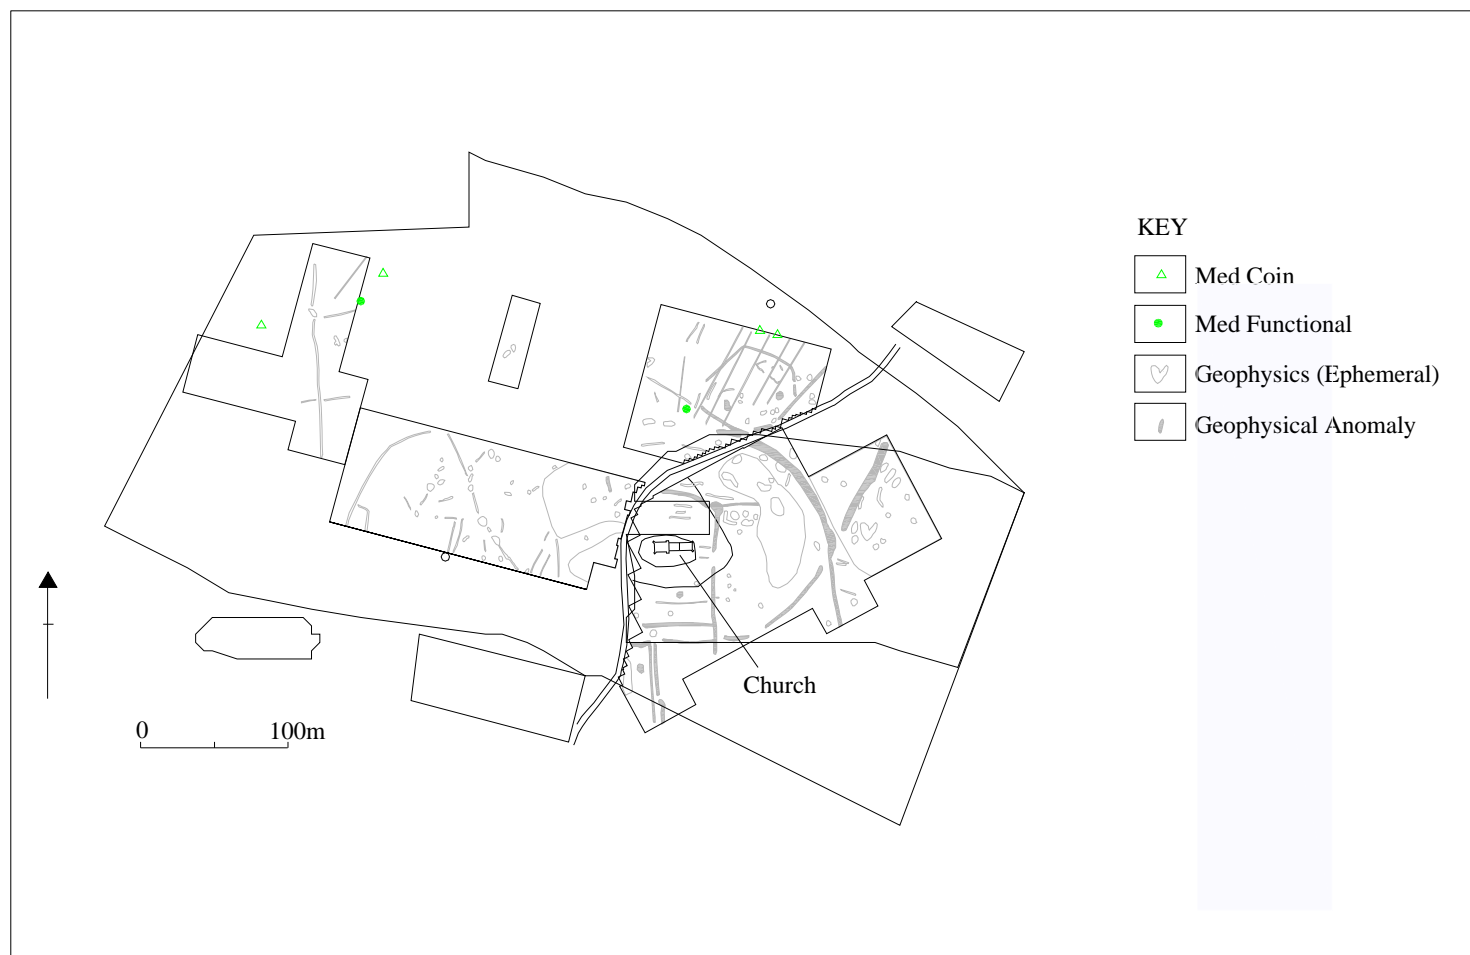 KEY
Med Coin
Med Functional
Geophysics (Ephemeral)
Geophysical Anomaly
Church
0 100m